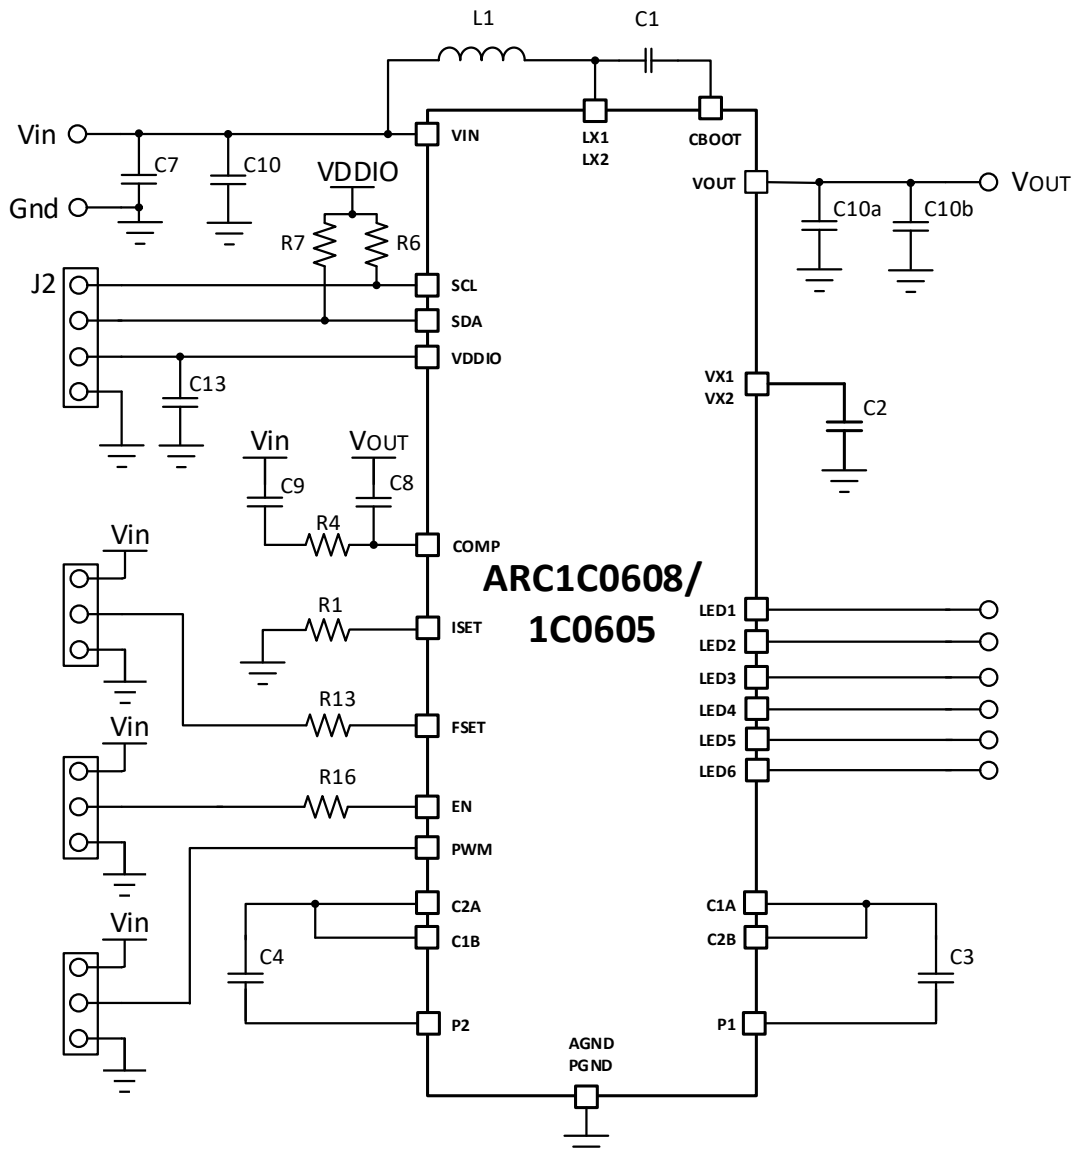 L1
C1
Vin
VIN
LX1
LX2
CBOOT
C7
C10
VDDIO
VOUT
VOUT
Gnd
C10a
C10b
R7
R6
J2
SCL
SDA
VDDIO
C13
VX1
VX2
C2
Vin
VOUT
C9
C8
R4
COMP
Vin
ARC1C0608/
1C0605
R1
ISET
LED1
LED2
LED3
LED4
LED5
LED6
R13
FSET
Vin
R16
EN
PWM
C2A
C1B
C4
P2
Vin
C1A
C2B
C3
P1
AGND
PGND